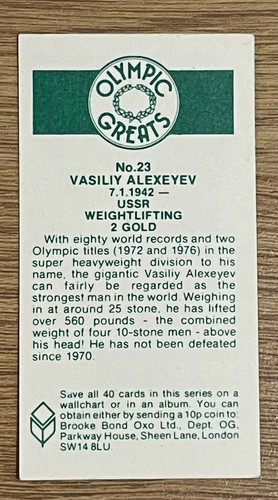 OLYMPIC
GREATS
No.23
VASILIY ALEXEYEV
7.1.1942 —
USSR
WEIGHTLIFTING
2 GOLD
With eighty world records and two
Olympic titles (1972 and 1976) in the
super heavyweight division to his
name, the gigantic Vasiliy Alexeyev
can fairly be regarded as the
strongest man in the world. Weighing
in at around 25 stone, he has lifted
over 560 pounds - the combined
weight of four 10-stone men - above
his head! He has not been defeated
since 1970.
Save all 40 cards in this series on a
wallchart or in an album. You can
obtain either by sending a 10p coin to:
Brooke Bond Oxo Ltd., Dept. OG,
Parkway House, Sheen Lane, London
SW14 8LU.